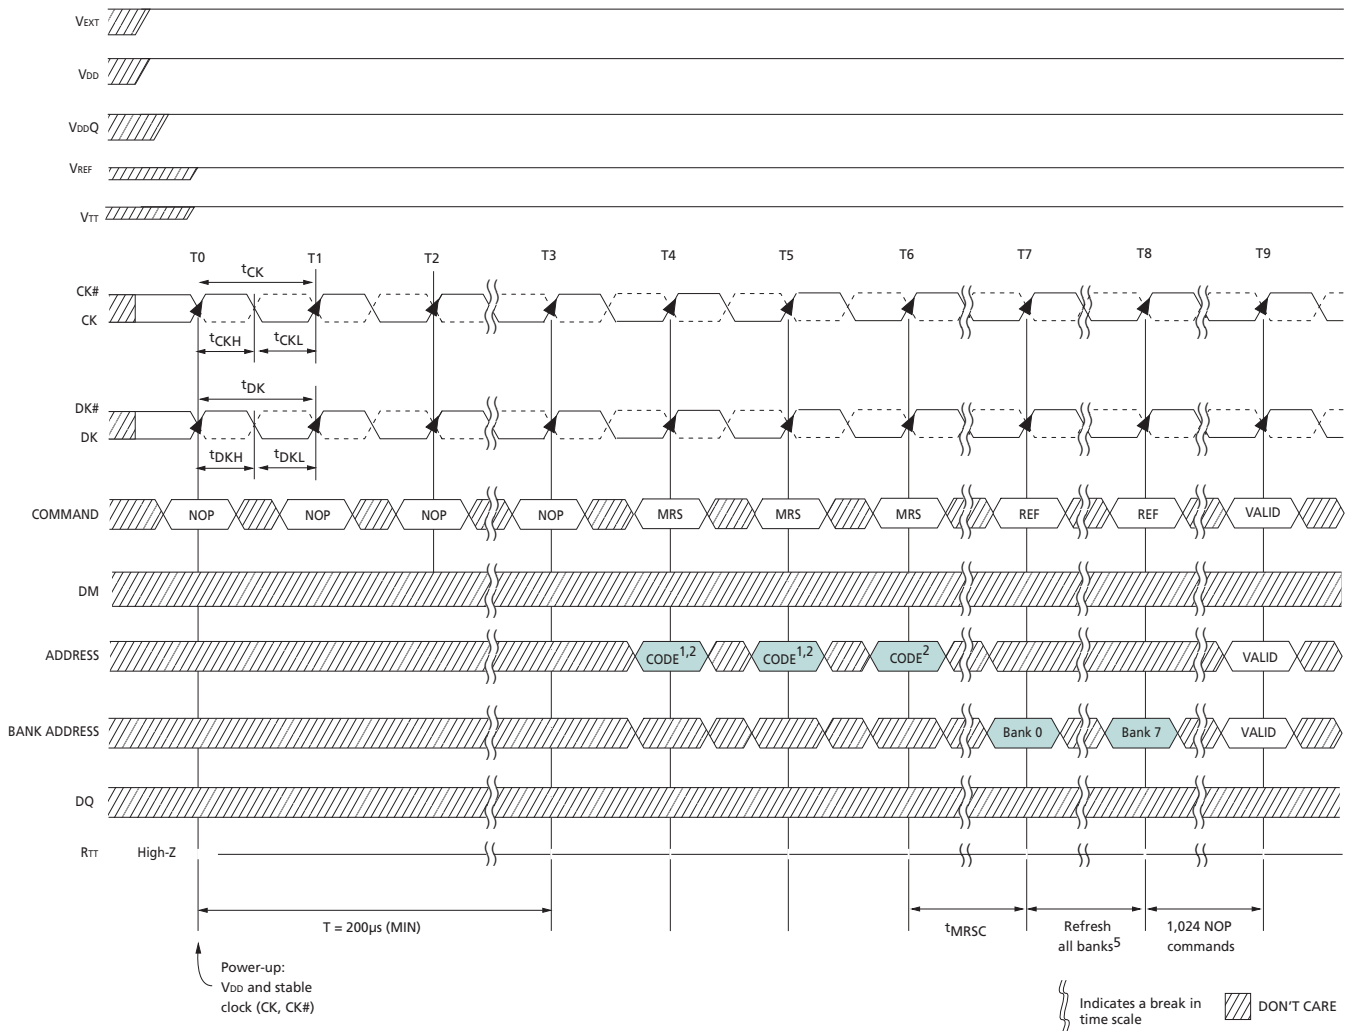 VEXT
VDD
VDDQ
VREF
VTT
T0 T1 T2 T3 T4 T5 T6 T7 T8 T9
tCK
CK#
CK
tCKH tCKL
tDK
DK#
DK
tDKH tDKL
COMMAND NOP NOP NOP NOP MRS MRS MRS REF REF VALID
DM
ADDRESS CODE1,2 CODE1,2 CODE2 VALID
BANK ADDRESS Bank 0 Bank 7 VALID
DQ
RTT High-Z
T = 200μs (MIN)
tMRSC
Refresh
all banks5
1,024 NOP
commands
Power-up:
VDD and stable
clock (CK, CK#)
Indicates a break in
time scale
DON'T CARE